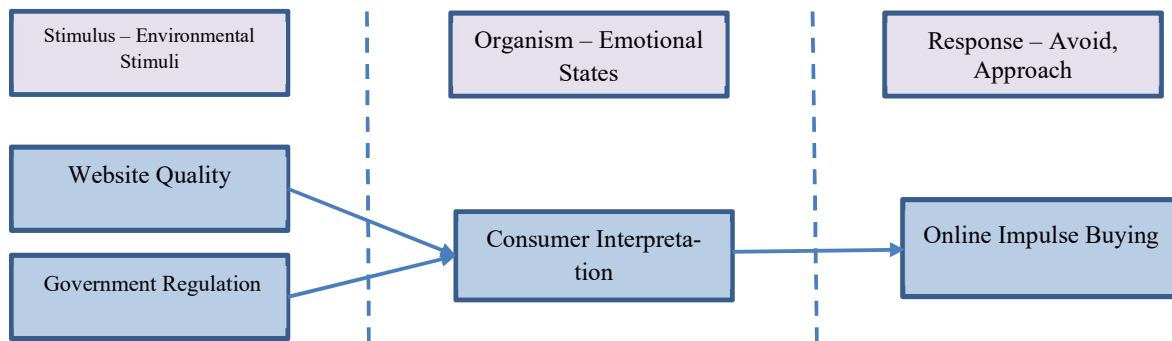 Stimulus – Environmental
Stimuli
Organism – Emotional
States
Response – Avoid,
Approach
Website Quality
Government Regulation
Consumer Interpreta-
tion
Online Impulse Buying